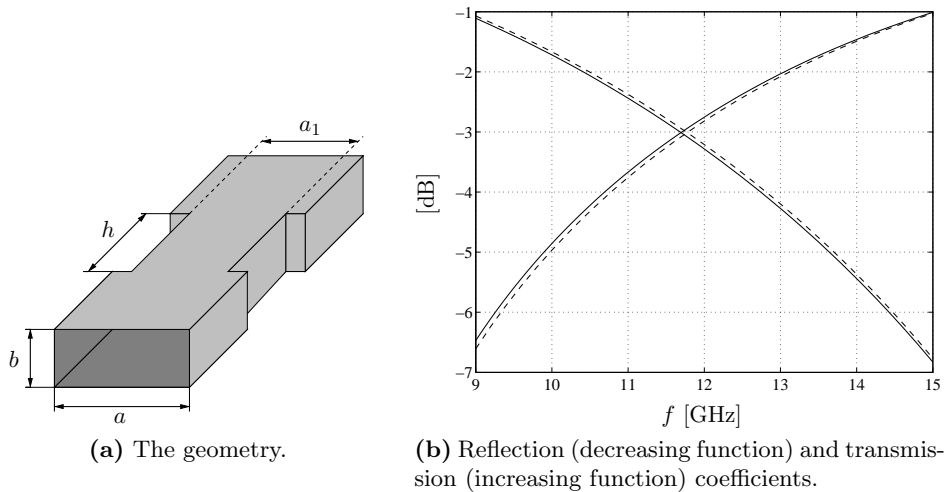 a₁
h
b
a
(a) The geometry.
−1
−2
−3
−4
−5
−6
−7
[dB]
9 10 11 12 13 14 15
f [GHz]
(b) Reflection (decreasing function) and transmis-
sion (increasing function) coefficients.